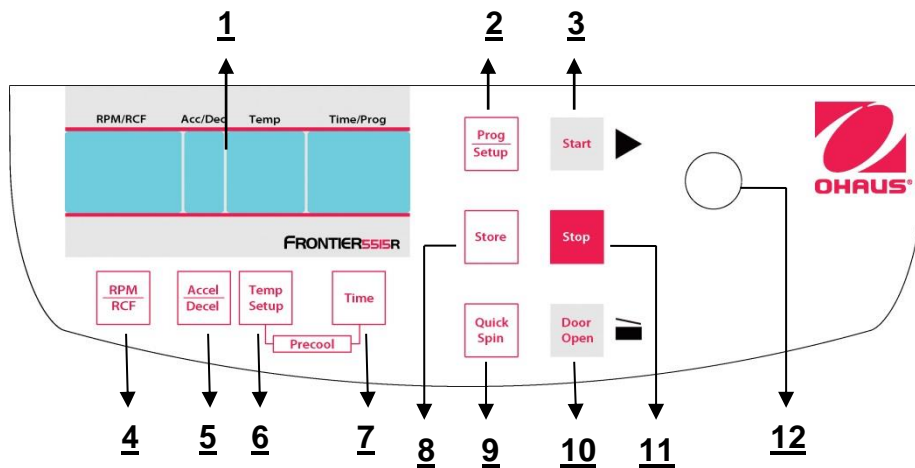 1 2 3
RPM/RCF Acc/Dec Temp Time/Prog
Prog
Setup
Start
OHAUS®
FRONTIER5515R
Store
Stop
RPM
RCF
Accel
Decel
Temp
Setup
Time
Precool
Quick
Spin
Door
Open
4 5 6 7 8 9 10 11 12